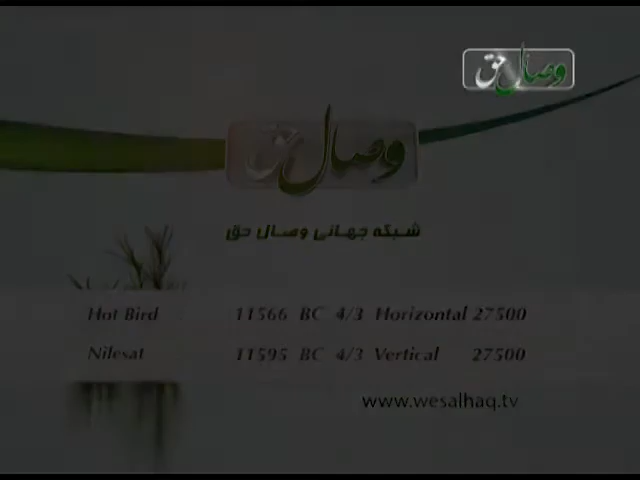 وصال حق
وصال حق
شبکه جهانی وصال حق
Hot Bird 11566 BC 4/3 Horizontal 27500
Nilesat 11595 BC 4/3 Vertical 27500
www.wesalhaq.tv